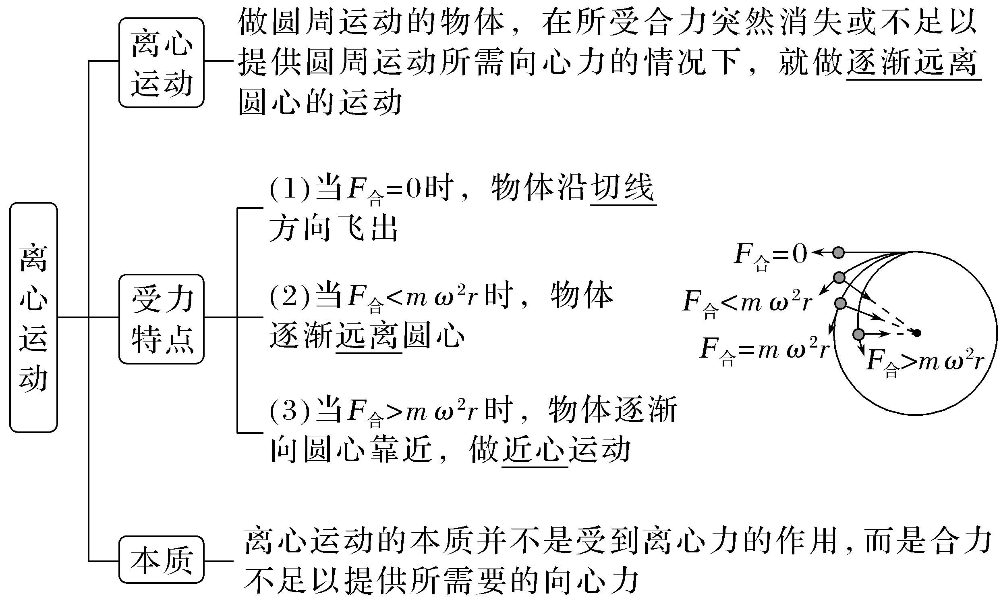 离心运动
离心
运动
做圆周运动的物体，在所受合力突然消失或不足以
提供圆周运动所需向心力的情况下，就做逐渐远离
圆心的运动
受力
特点
(1)当F合=0时，物体沿切线
方向飞出
(2)当F合<mω²r时，物体
逐渐远离圆心
(3)当F合>mω²r时，物体逐渐
向圆心靠近，做近心运动
F合=0
F合<mω²r
F合=mω²r
F合>mω²r
本质
离心运动的本质并不是受到离心力的作用,而是合力
不足以提供所需要的向心力